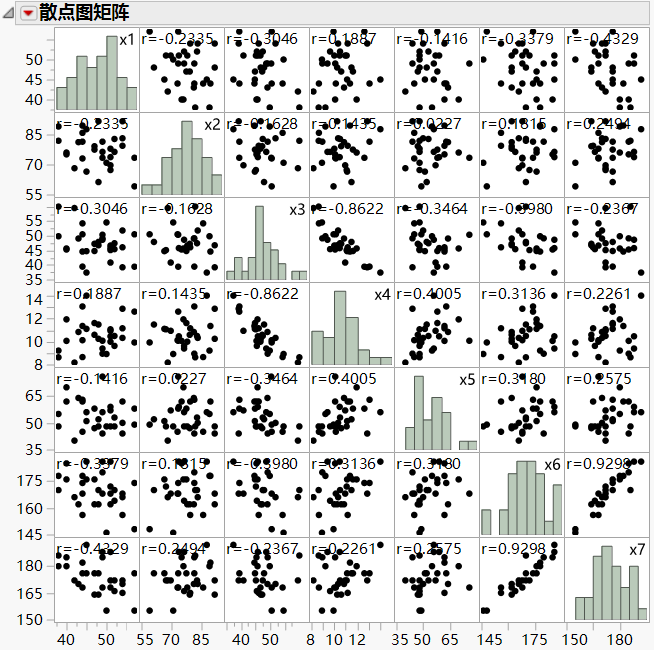 散点图矩阵
x1 r=-0.2335 r=-0.3046 r=0.1887 r=-0.1416 r=-0.3379 r=-0.4329
50
45
40
r=-0.2335 x2 r=-0.1628 r=0.1435 r=0.0227 r=0.1815 r=0.2494
85
70
55
r=-0.3046 r=-0.1628 x3 r=-0.8622 r=-0.3464 r=-0.3980 r=-0.2367
55
50
45
40
35
r=0.1887 r=0.1435 r=-0.8622 x4 r=0.4005 r=0.3136 r=0.2261
14
12
10
8
r=-0.1416 r=0.0227 r=-0.3464 r=0.4005 x5 r=0.3180 r=0.2575
65
50
35
r=-0.3379 r=0.1815 r=-0.3980 r=0.3136 r=0.3180 x6 r=0.9298
175
160
145
r=-0.4329 r=0.2494 r=-0.2367 r=0.2261 r=0.2575 r=0.9298 x7
180
165
150
40 50 55 70 85 40 50 8 10 12 35 50 65 145 175 150 180